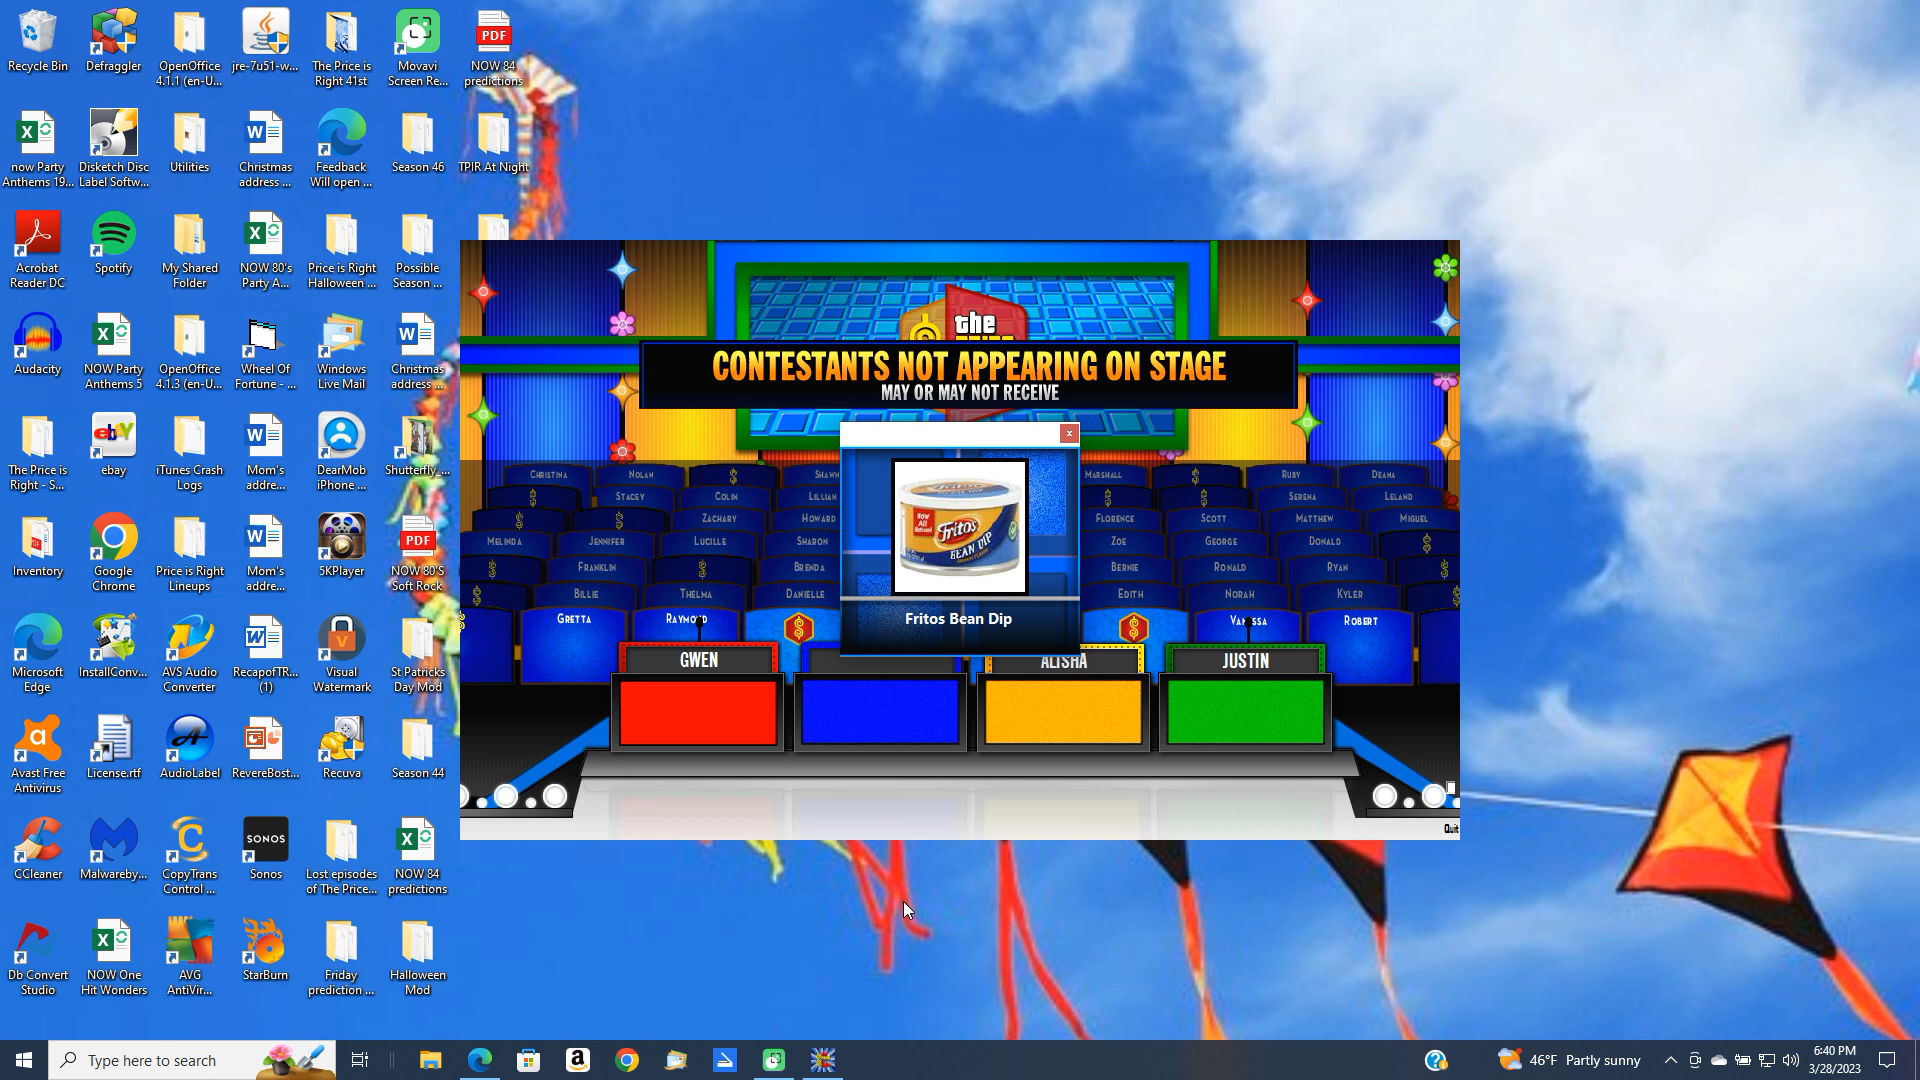 Recycle Bin
Defraggler
OpenOffice
4.1.1 (en-U...
jre-7u51-w...
The Price is
Right 41st
Movavi
Screen Re...
PDF
NOW 84
predictions
now Party
Anthems 19...
Disketch Disc
Label Softw...
Utilities
Christmas
address ...
Feedback
Will open ...
Season 46
TPIR At Night
Acrobat
Reader DC
Spotify
My Shared
Folder
NOW 80's
Party A...
Price is Right
Halloween ...
Possible
Season ...
Audacity
NOW Party
Anthems 5
OpenOffice
4.1.3 (en-U...
Wheel Of
Fortune - ...
Windows
Live Mail
Christmas
address ...
The Price is
Right - S...
ebay
ebay
iTunes Crash
Logs
Mom's
addre...
DearMob
iPhone ...
Shutterfly_...
Inventory
Google
Chrome
Price is Right
Lineups
Mom's
addre...
5KPlayer
PDF
NOW 80'S
Soft Rock
Microsoft
Edge
InstallConv...
AVS Audio
Converter
RecapofTR...
(1)
Visual
Watermark
St Patricks
Day Mod
Avast Free
Antivirus
License.rtf
AudioLabel
RevereBost...
Recuva
Season 44
CCleaner
Malwareby...
CopyTrans
Control ...
SONOS
Sonos
Lost episodes
of The Price...
NOW 84
predictions
Db Convert
Studio
NOW One
Hit Wonders
AVG
AntiVir...
StarBurn
Friday
prediction ...
Halloween
Mod
the
CONTESTANTS NOT APPEARING ON STAGE
MAY OR MAY NOT RECEIVE
CHRISTINA NOLAN SHAWN MARSHALL RUBY DEANA
STACEY COLIN LILLIAN SERENA LELAND
ZACHARY HOWARD FLORENCE SCOTT MATTHEW MIGUEL
MELINDA JENNIFER LUCILLE SHARON ZOE GEORGE DONALD
FRANKLIN BRENDA BERNIE RONALD RYAN
BILLIE THELMA DANIELLE EDITH NORAH KYLER
GRETTA RAYMOND VANESSA ROBERT
NOW
All
Natural!
Fritos
BEAN DIP
Fritos Bean Dip
GWEN ALISHA JUSTIN
Quit
Type here to search
46°F Partly sunny
6:40 PM
3/28/2023